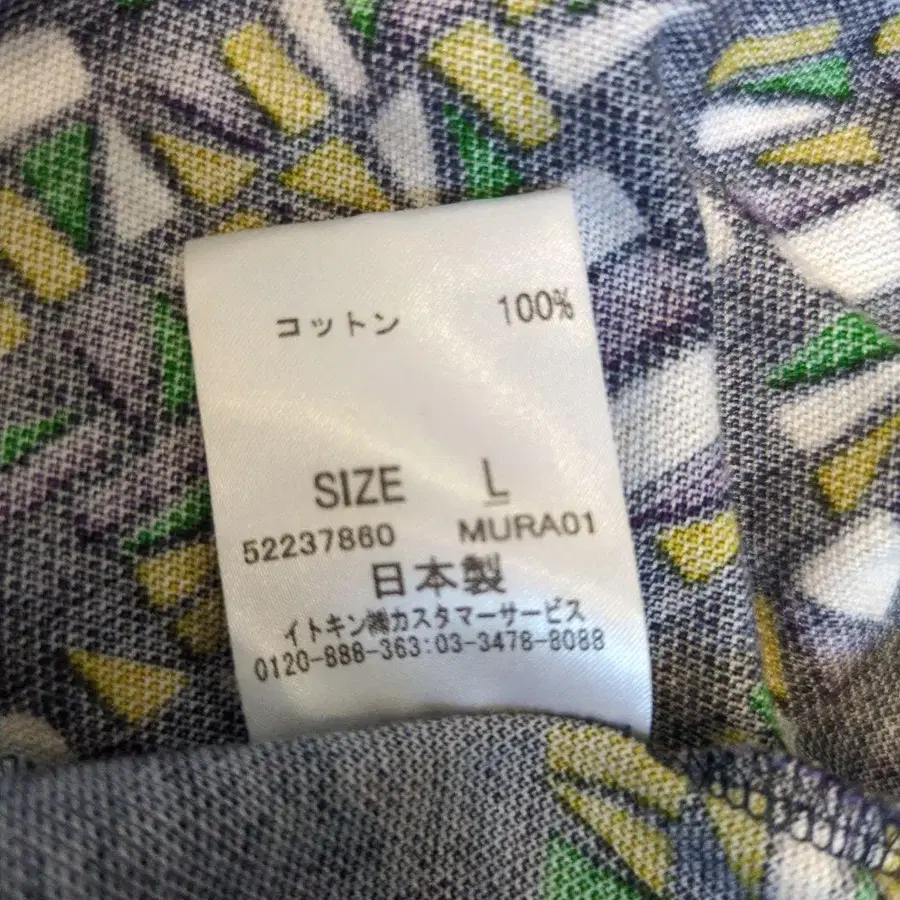 コットン 100%
SIZE L
52237860 MURA01
日本製
イトキン㈱カスタマーサービス
0120-888-363:03-3478-8088